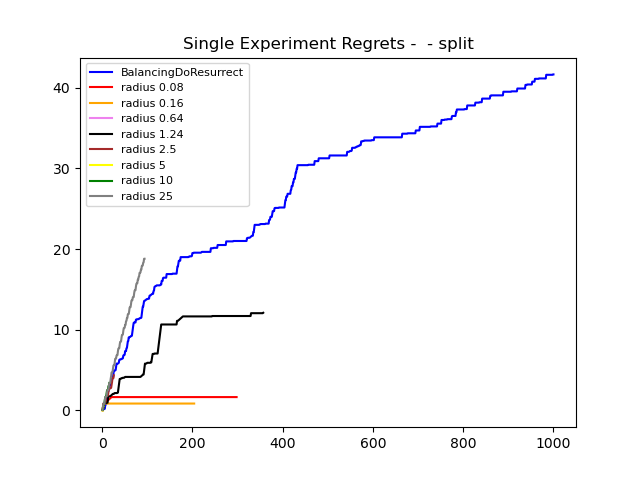 Single Experiment Regrets -  - split
BalancingDoResurrect
radius 0.08
radius 0.16
radius 0.64
radius 1.24
radius 2.5
radius 5
radius 10
radius 25
40
30
20
10
0
0 200 400 600 800 1000